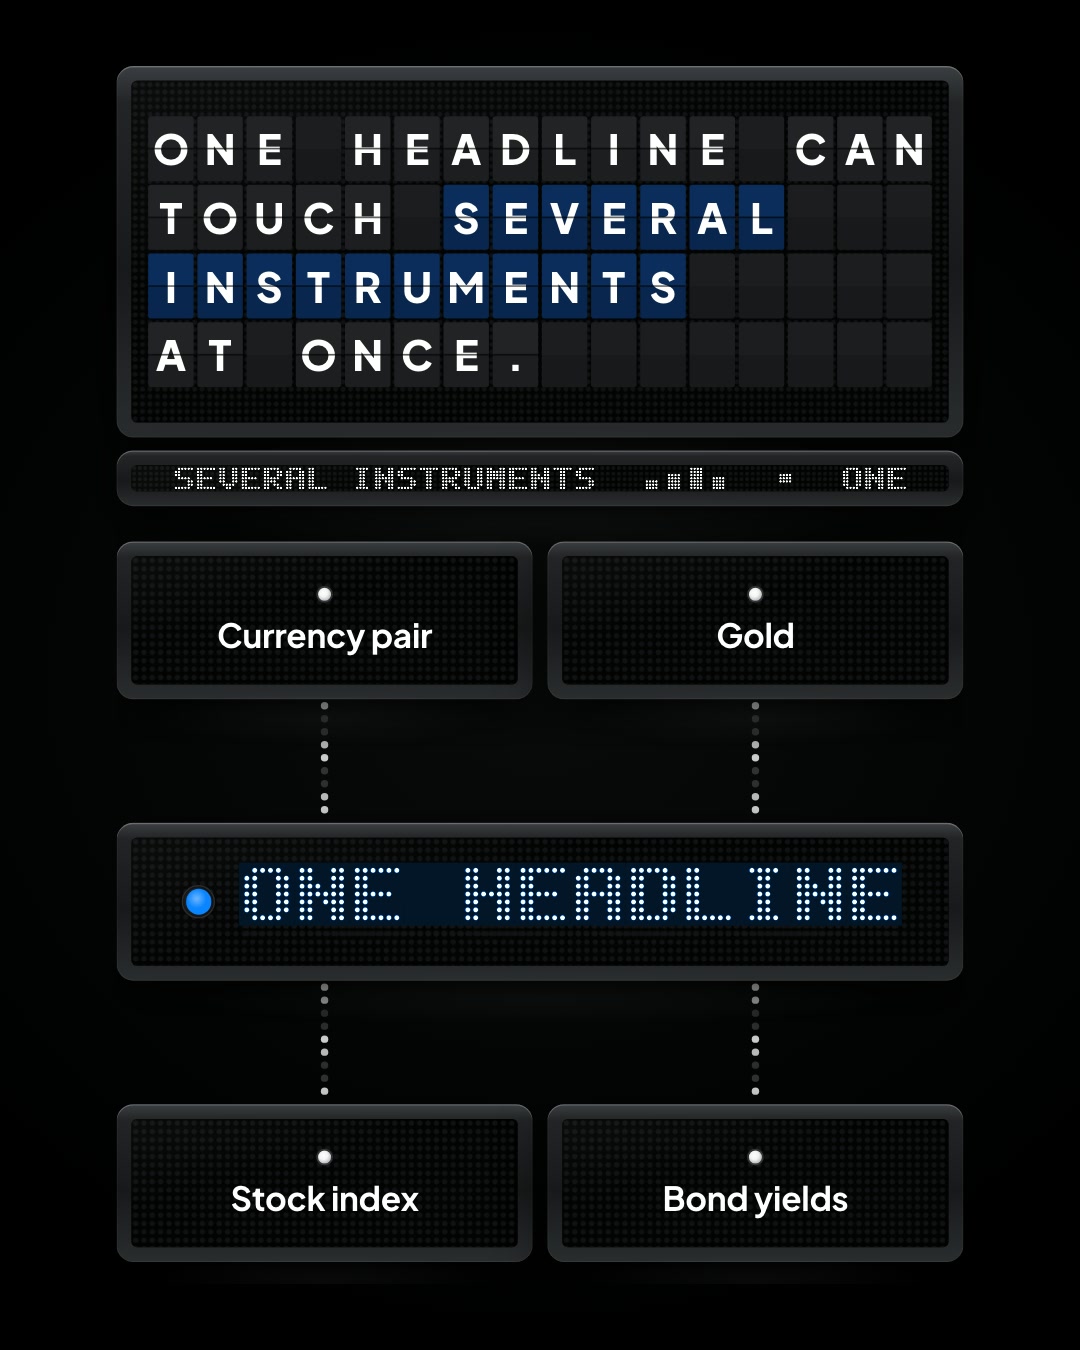 ONE HEADLINE CAN
TOUCH SEVERAL
INSTRUMENTS
AT ONCE.
SEVERAL INSTRUMENTS ONE
Currency pair
Gold
ONE HEADLINE
Stock index
Bond yields